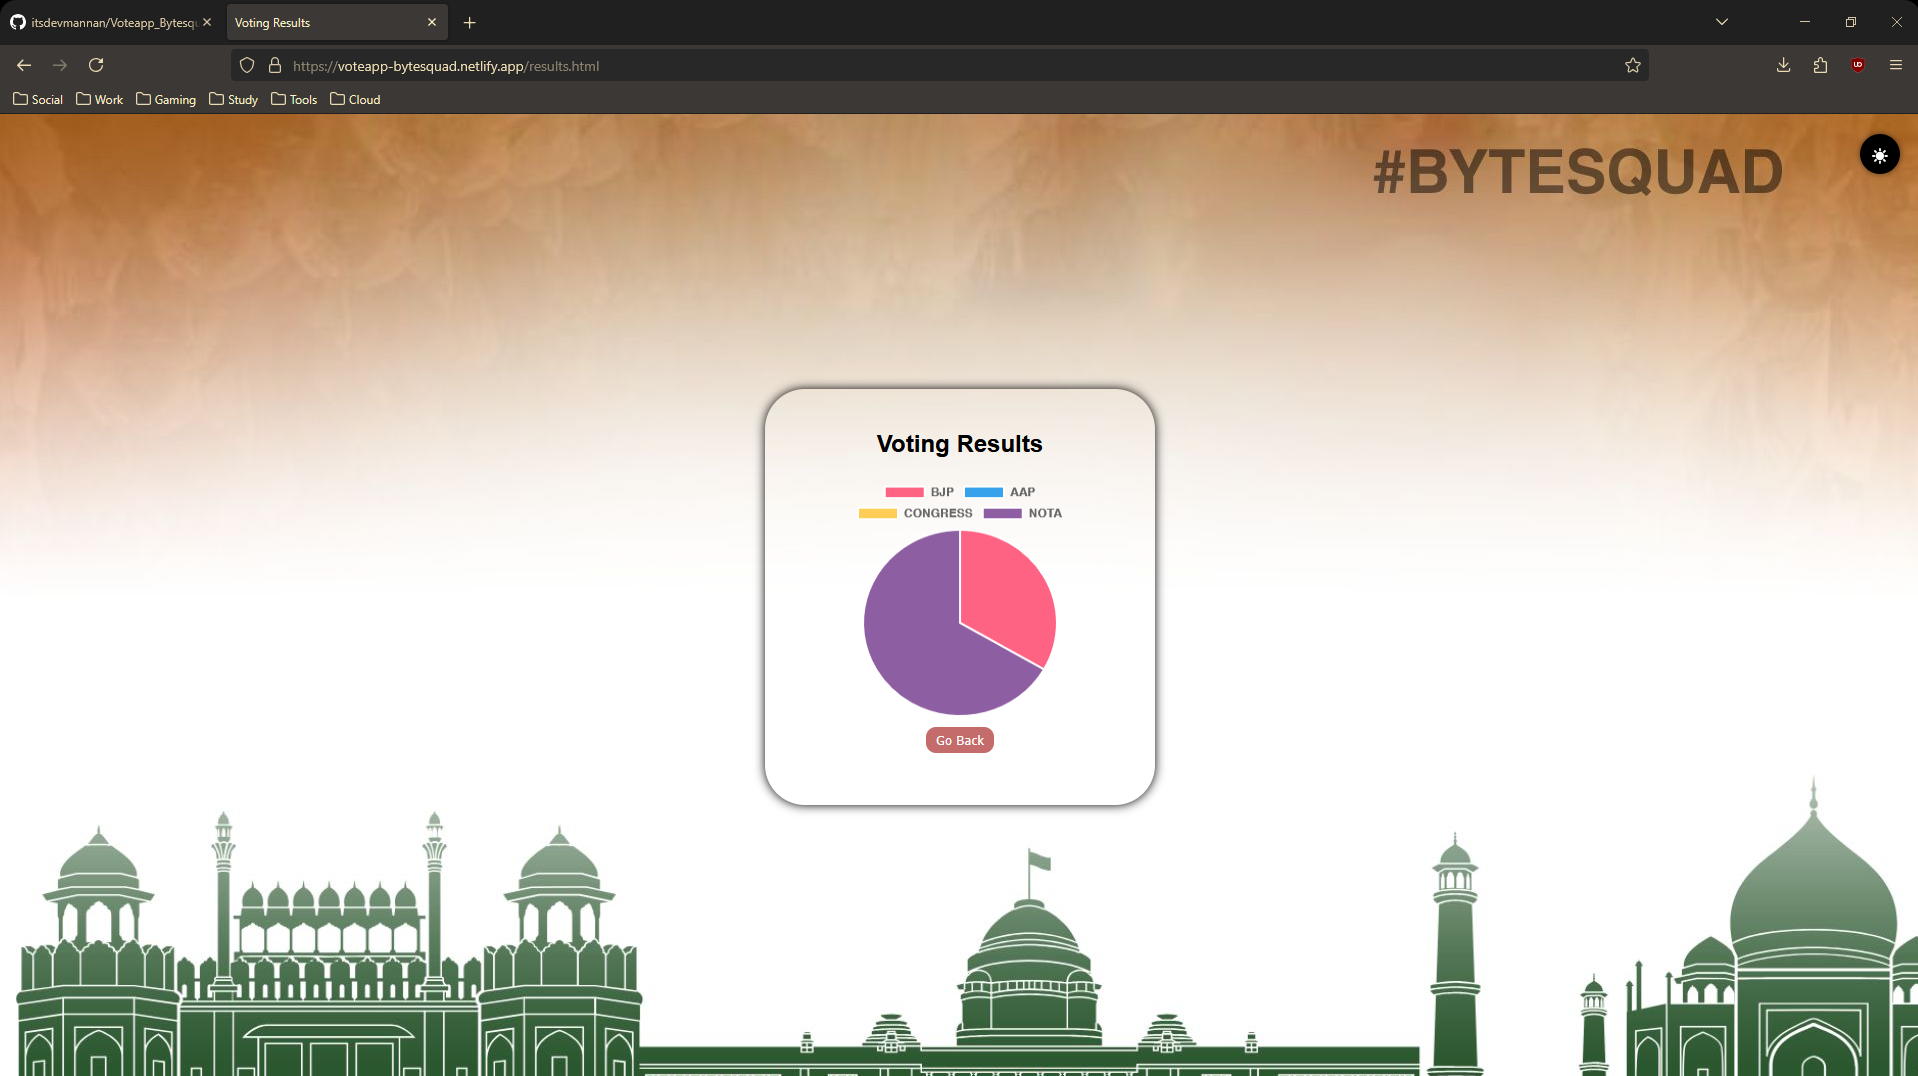 itsdevmannan/Voteapp_Bytesqu
Voting Results
https://voteapp-bytesquad.netlify.app/results.html
Social Work Gaming Study Tools Cloud
#BYTESQUAD
Voting Results
BJP AAP
CONGRESS NOTA
Go Back